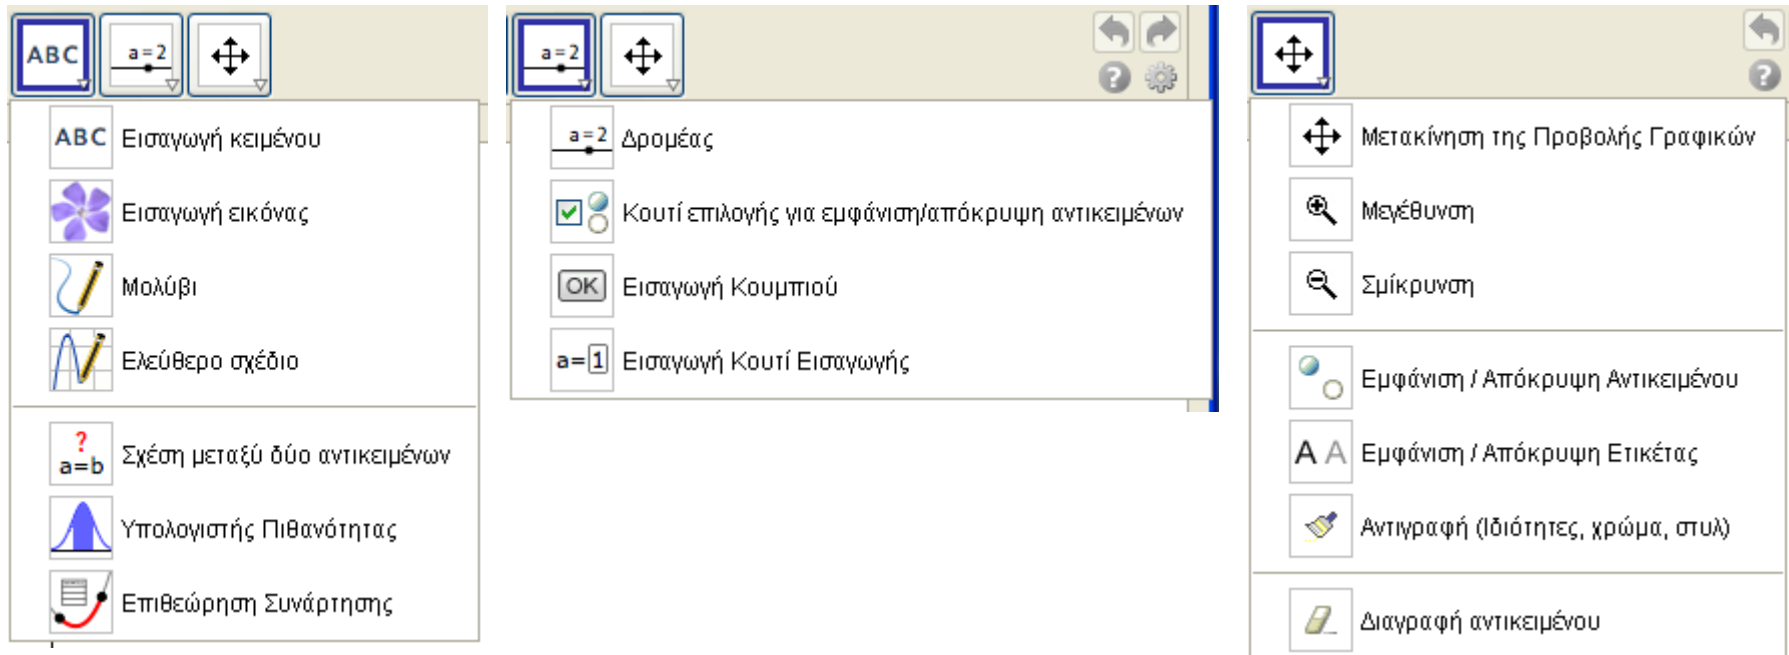 ABC a=2
ABC Εισαγωγή κειμένου
Εισαγωγή εικόνας
Μολύβι
Ελεύθερο σχέδιο
? a=b Σχέση μεταξύ δύο αντικειμένων
Υπολογιστής Πιθανότητας
Επιθεώρηση Συνάρτησης
a=2
?
a=2 Δρομέας
Κουτί επιλογής για εμφάνιση/απόκρυψη αντικειμένων
OK Εισαγωγή Κουμπιού
a=1 Εισαγωγή Κουτί Εισαγωγής
?
Μετακίνηση της Προβολής Γραφικών
Μεγέθυνση
Σμίκρυνση
Εμφάνιση / Απόκρυψη Αντικειμένου
A A Εμφάνιση / Απόκρυψη Ετικέτας
Αντιγραφή (Ιδιότητες, χρώμα, στυλ)
Διαγραφή αντικειμένου